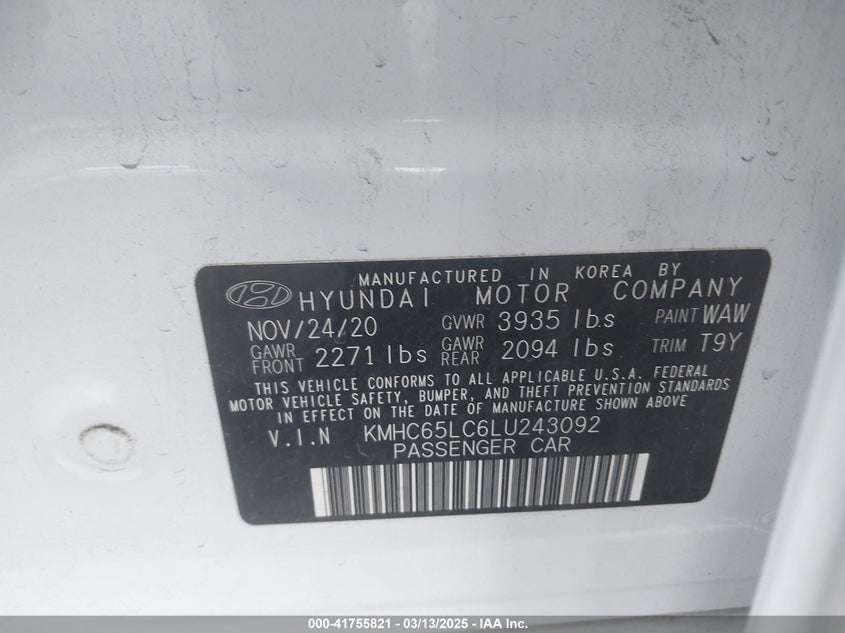 MANUFACTURED IN KOREA BY
HYUNDAI MOTOR COMPANY
NOV/24/20 GVWR 3935 lbs PAINT WAW
GAWR FRONT 2271 lbs GAWR REAR 2094 lbs TRIM T9Y
THIS VEHICLE CONFORMS TO ALL APPLICABLE U.S.A. FEDERAL
MOTOR VEHICLE SAFETY, BUMPER, AND THEFT PREVENTION STANDARDS
IN EFFECT ON THE DATE OF MANUFACTURE SHOWN ABOVE
V.I.N KMHC65LC6LU243092
PASSENGER CAR
000-41755821 - 03/13/2025 - IAA Inc.